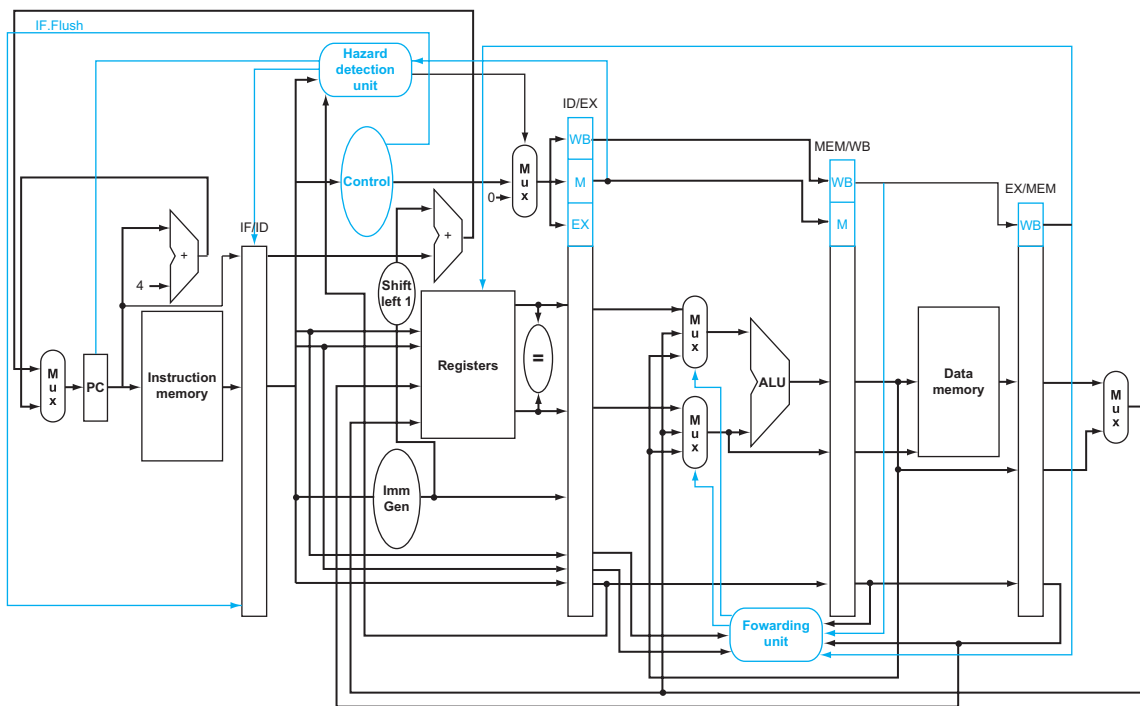 IF.Flush
Hazard
detection
unit
ID/EX
WB
M
EX
Control
M
u
x
0
MEM/WB
WB
M
EX/MEM
WB
+
4
IF/ID
+
Shift
left 1
M
u
x
PC
Instruction
memory
Registers
=
M
u
x
M
u
x
ALU
Data
memory
M
u
x
Imm
Gen
Fowarding
unit